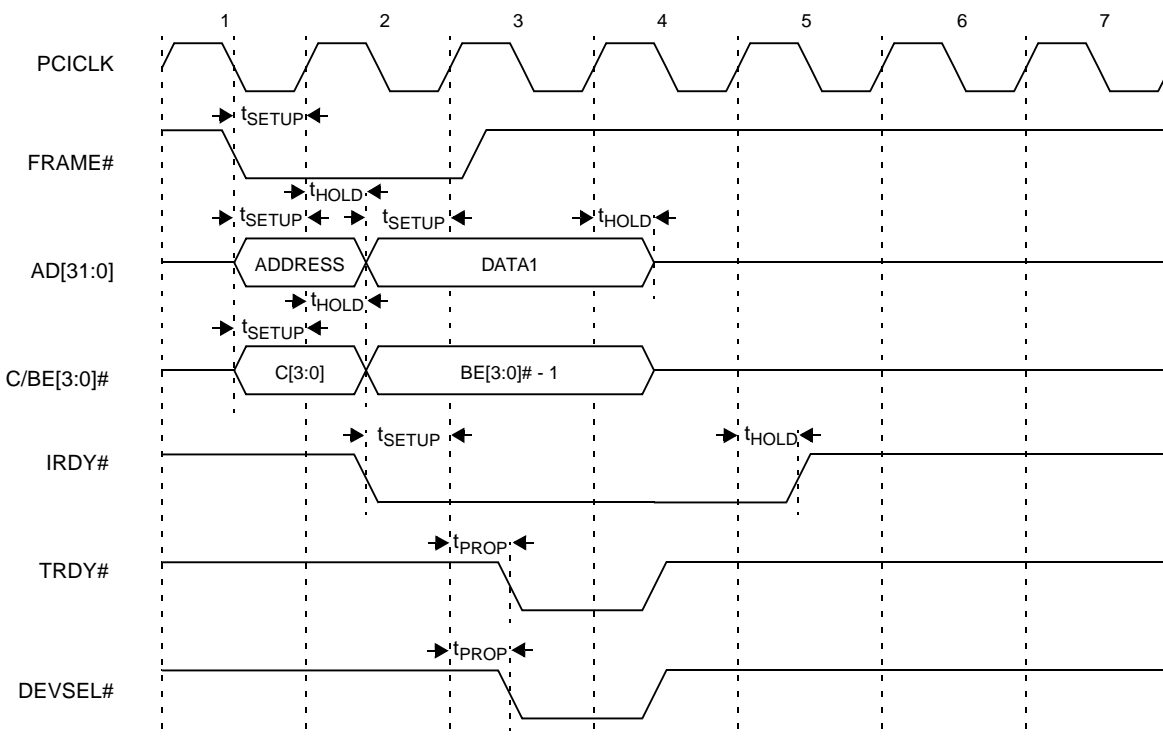 1 2 3 4 5 6 7
PCICLK
tSETUP
FRAME#
tHOLD
tSETUP tSETUP tHOLD
AD[31:0] ADDRESS DATA1
tHOLD
tSETUP
C/BE[3:0]# C[3:0] BE[3:0]# - 1
tSETUP tHOLD
IRDY#
tPROP
TRDY#
tPROP
DEVSEL#